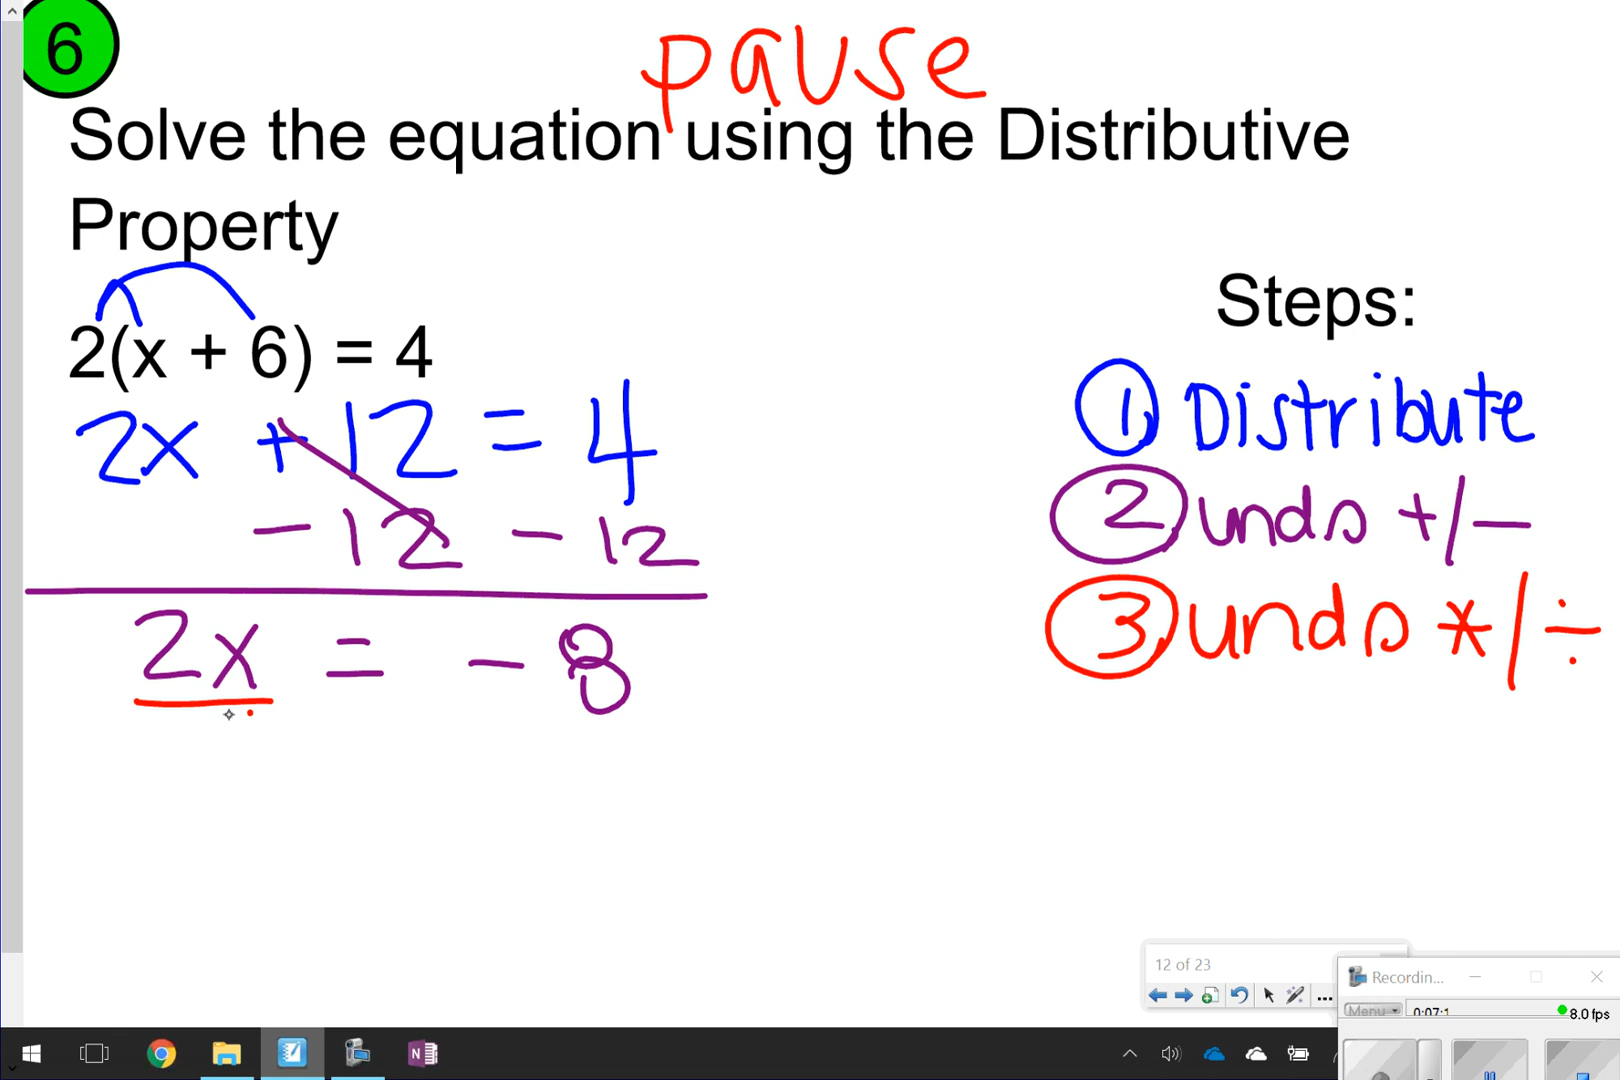 6
pause
Solve the equation using the Distributive
Property
2(x + 6) = 4
2x + 12 = 4
- 12 - 12
2x = - 8
Steps:
1. Distribute
2 undo +/-
3. undo */÷
12 of 23
Recordin...
Menu
0:07:1
8.0 fps
N